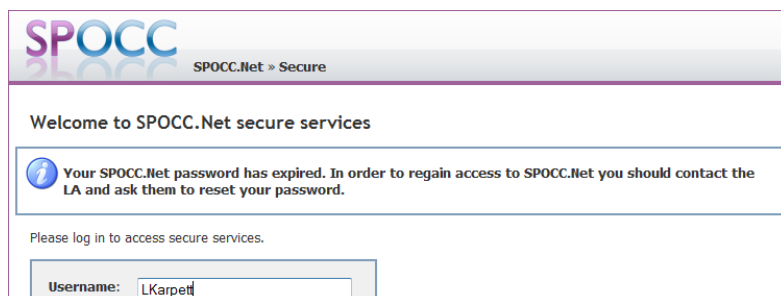 SPOCC
SPOCC.Net » Secure
Welcome to SPOCC.Net secure services
Your SPOCC.Net password has expired. In order to regain access to SPOCC.Net you should contact the
LA and ask them to reset your password.
Please log in to access secure services.
Username: LKarpett